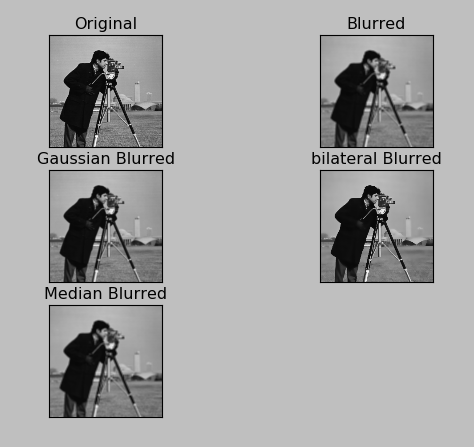 Original
Blurred
Gaussian Blurred
bilateral Blurred
Median Blurred